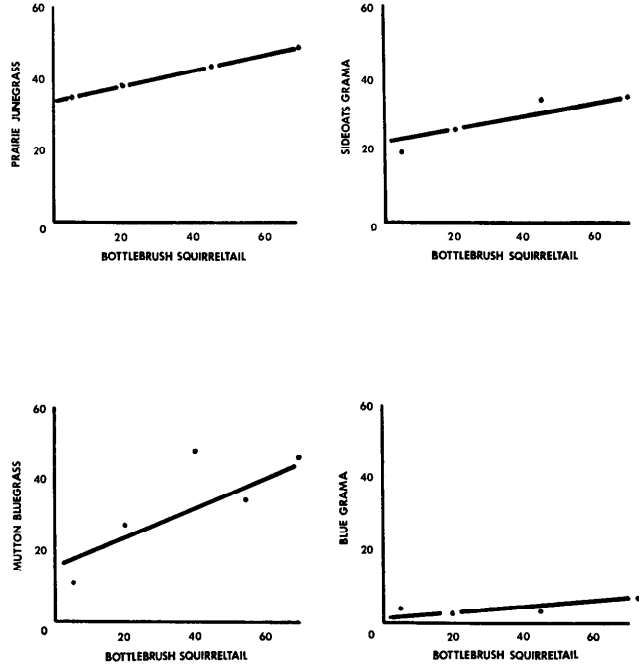 60
40
20
0
PRAIRIE JUNEGRASS
20 40 60
BOTTLEBRUSH SQUIRRELTAIL
60
40
20
0
SIDEOATS GRAMA
20 40 60
BOTTLEBRUSH SQUIRRELTAIL
60
40
20
0
MUTTON BLUEGRASS
20 40 60
BOTTLEBRUSH SQUIRRELTAIL
60
40
20
0
BLUE GRAMA
20 40 60
BOTTLEBRUSH SQUIRRELTAIL